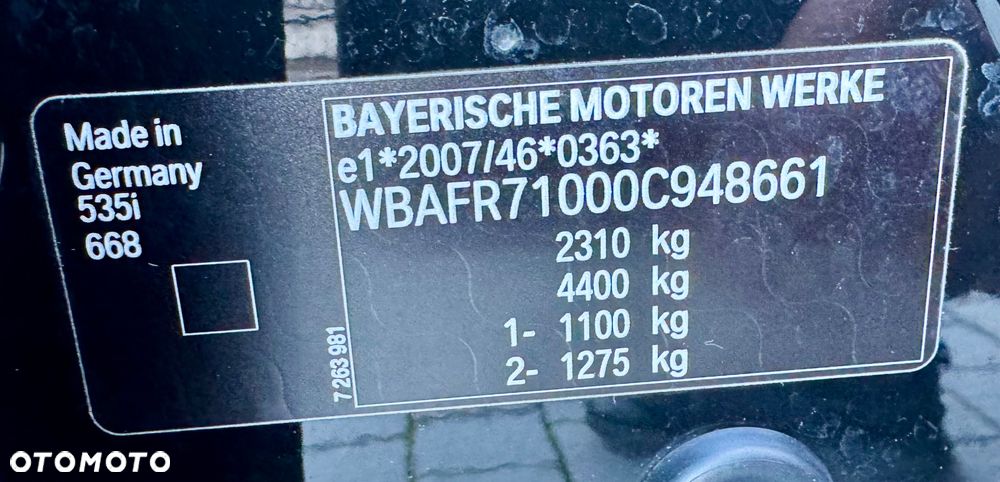 Made in
Germany
535i
668
BAYERISCHE MOTOREN WERKE
e1*2007/46*0363*
WBAFR71000C948661
2310 kg
4400 kg
1- 1100 kg
2- 1275 kg
7 263 981
OTOMOTO